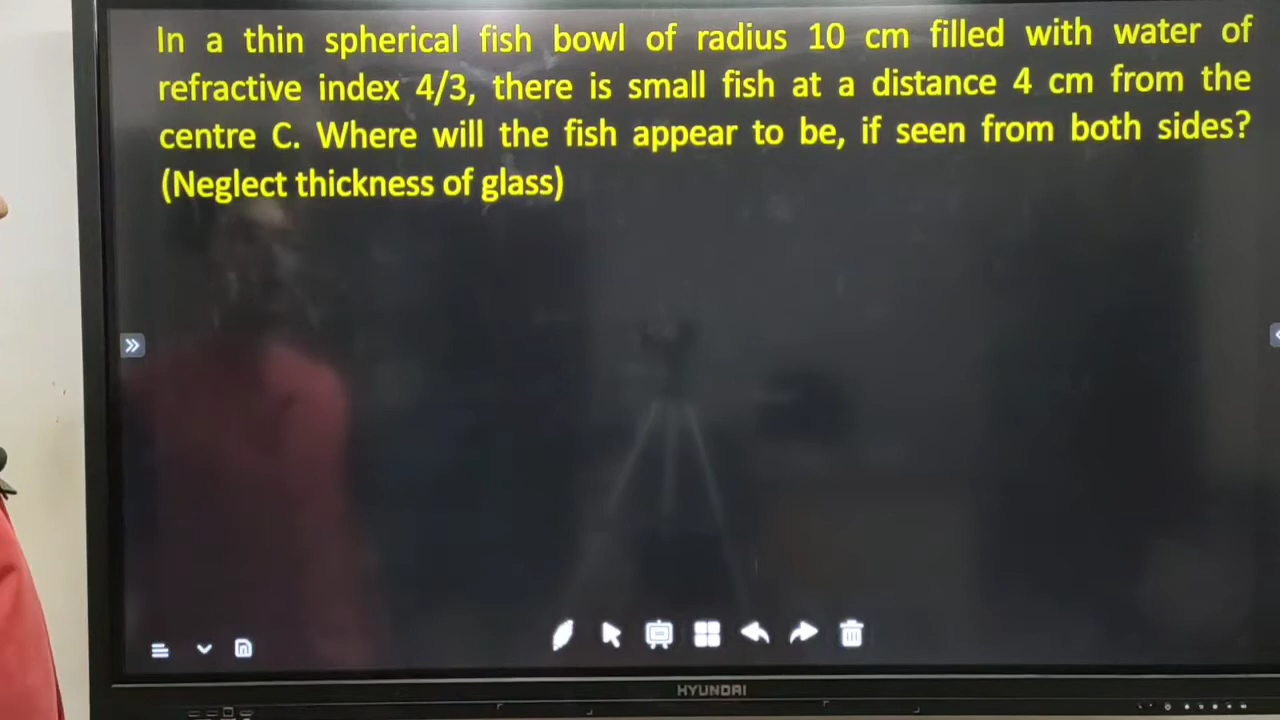 In a thin spherical fish bowl of radius 10 cm filled with water of
refractive index 4/3, there is small fish at a distance 4 cm from the
centre C. Where will the fish appear to be, if seen from both sides?
(Neglect thickness of glass)
HYUNDAI